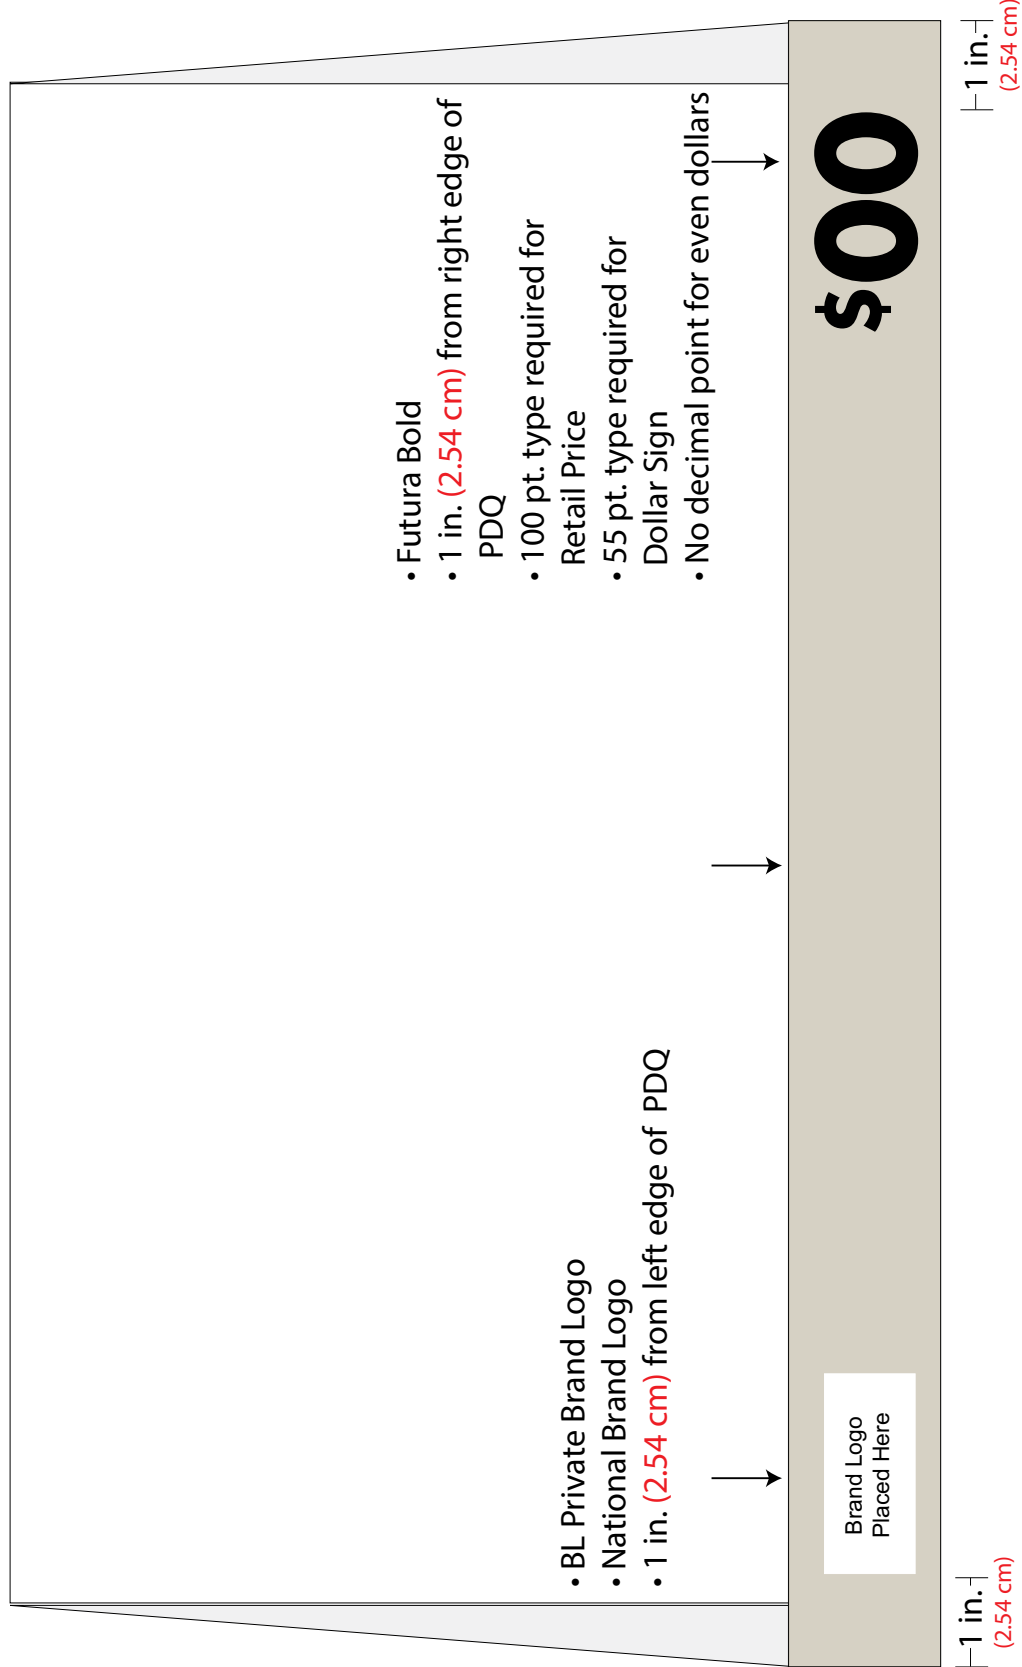 • BL Private Brand Logo
• National Brand Logo
• 1 in. (2.54 cm) from left edge of PDQ
• Futura Bold
• 1 in. (2.54 cm) from right edge of
PDQ
• 100 pt. type required for
Retail Price
• 55 pt. type required for
Dollar Sign
• No decimal point for even dollars
Brand Logo
Placed Here
$00
1 in.
(2.54 cm)
1 in.
(2.54 cm)